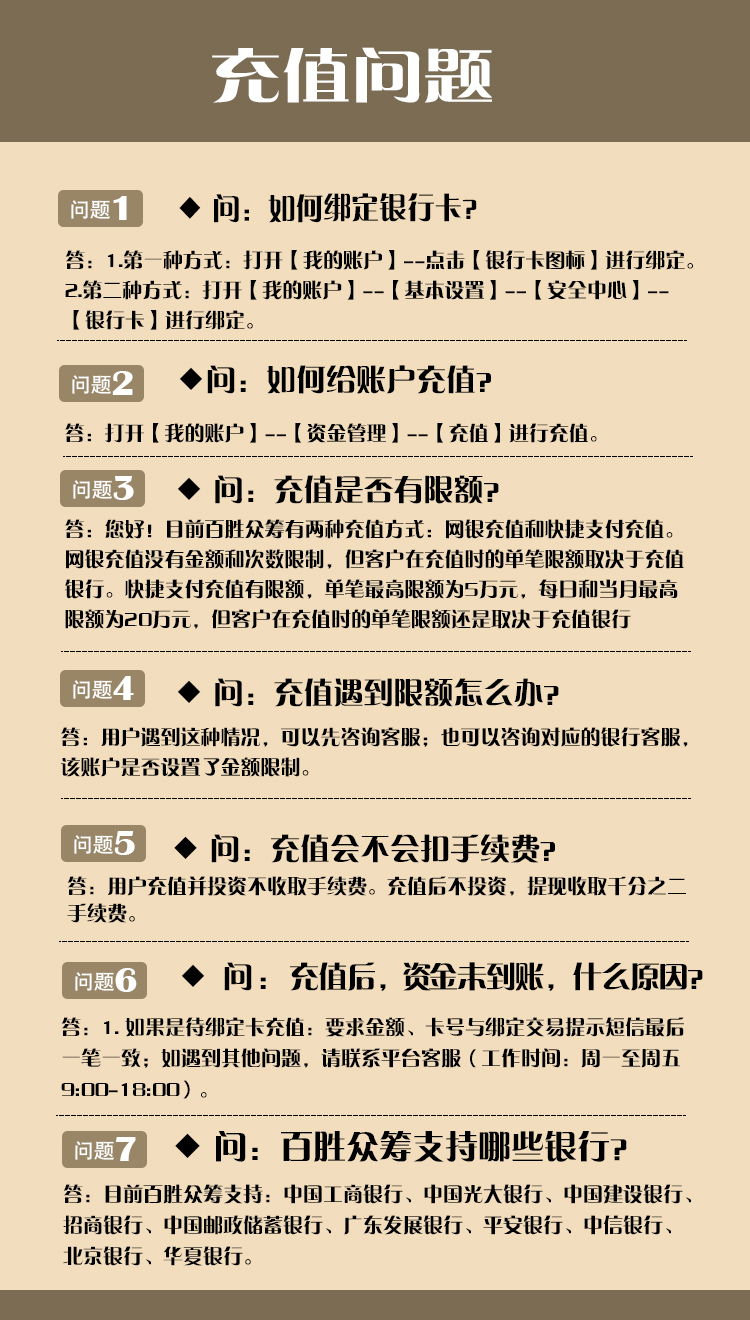 充值问题
问题1 ◆ 问：如何绑定银行卡?
答：1.第一种方式：打开【我的账户】--点击【银行卡图标】进行绑定。
2.第二种方式：打开【我的账户】--【基本设置】--【安全中心】--
【银行卡】进行绑定。
问题2 ◆问：如何给账户充值?
答：打开【我的账户】--【资金管理】--【充值】进行充值。
问题3 ◆ 问：充值是否有限额?
答：您好！目前百胜众筹有两种充值方式：网银充值和快捷支付充值。
网银充值没有金额和次数限制，但客户在充值时的单笔限额取决于充值
银行。快捷支付充值有限额，单笔最高限额为5万元，每日和当月最高
限额为20万元，但客户在充值时的单笔限额还是取决于充值银行
问题4 ◆ 问：充值遇到限额怎么办?
答：用户遇到这种情况，可以先咨询客服；也可以咨询对应的银行客服，
该账户是否设置了金额限制。
问题5 ◆ 问：充值会不会扣手续费?
答：用户充值并投资不收取手续费。充值后不投资，提现收取千分之二
手续费。
问题6 ◆ 问：充值后，资金未到账，什么原因?
答：1. 如果是待绑定卡充值：要求金额、卡号与绑定交易提示短信最后
一笔一致；如遇到其他问题，请联系平台客服（工作时间：周一至周五
9:00-18:00）。
问题7 ◆ 问：百胜众筹支持哪些银行?
答：目前百胜众筹支持：中国工商银行、中国光大银行、中国建设银行、
招商银行、中国邮政储蓄银行、广东发展银行、平安银行、中信银行、
北京银行、华夏银行。